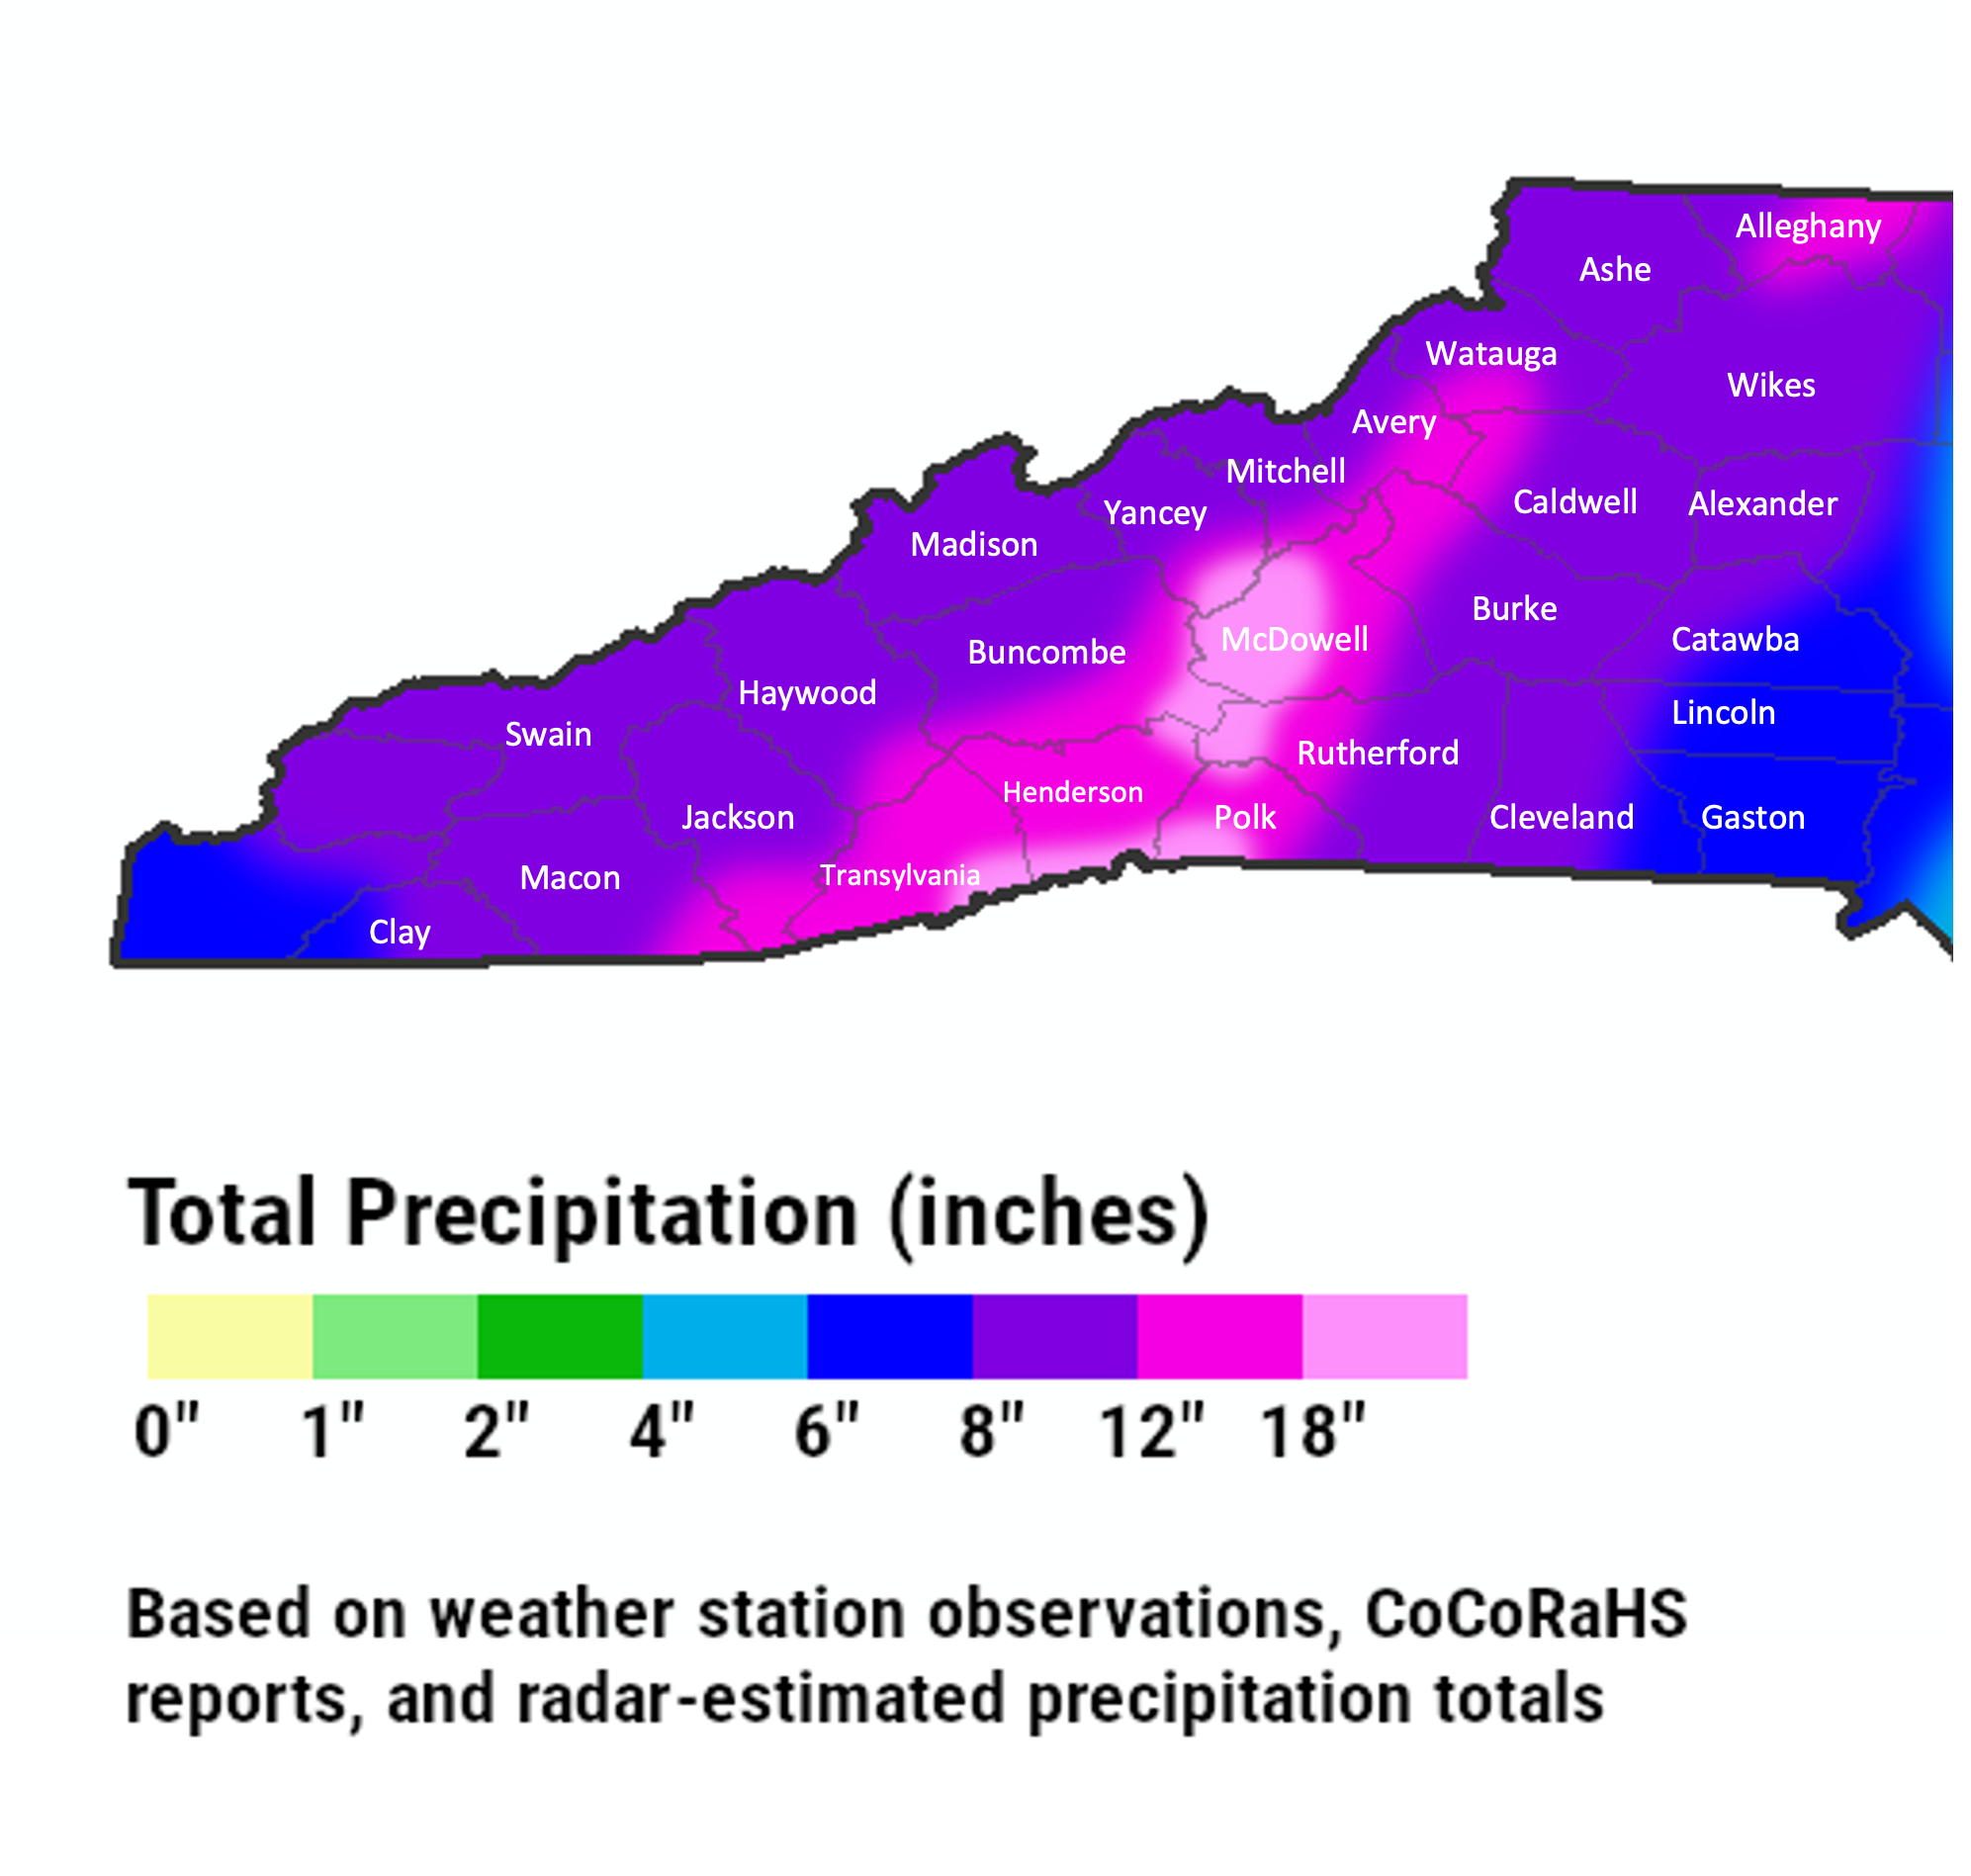 Alleghany
Ashe
Watauga
Wikes
Avery
Mitchell
Caldwell
Alexander
Yancey
Madison
Burke
McDowell
Catawba
Buncombe
Haywood
Lincoln
Swain
Rutherford
Henderson
Jackson
Polk
Cleveland
Gaston
Macon
Transylvania
Clay
Total Precipitation (inches)
0" 1" 2" 4" 6" 8" 12" 18"
Based on weather station observations, CoCoRaHS
reports, and radar-estimated precipitation totals